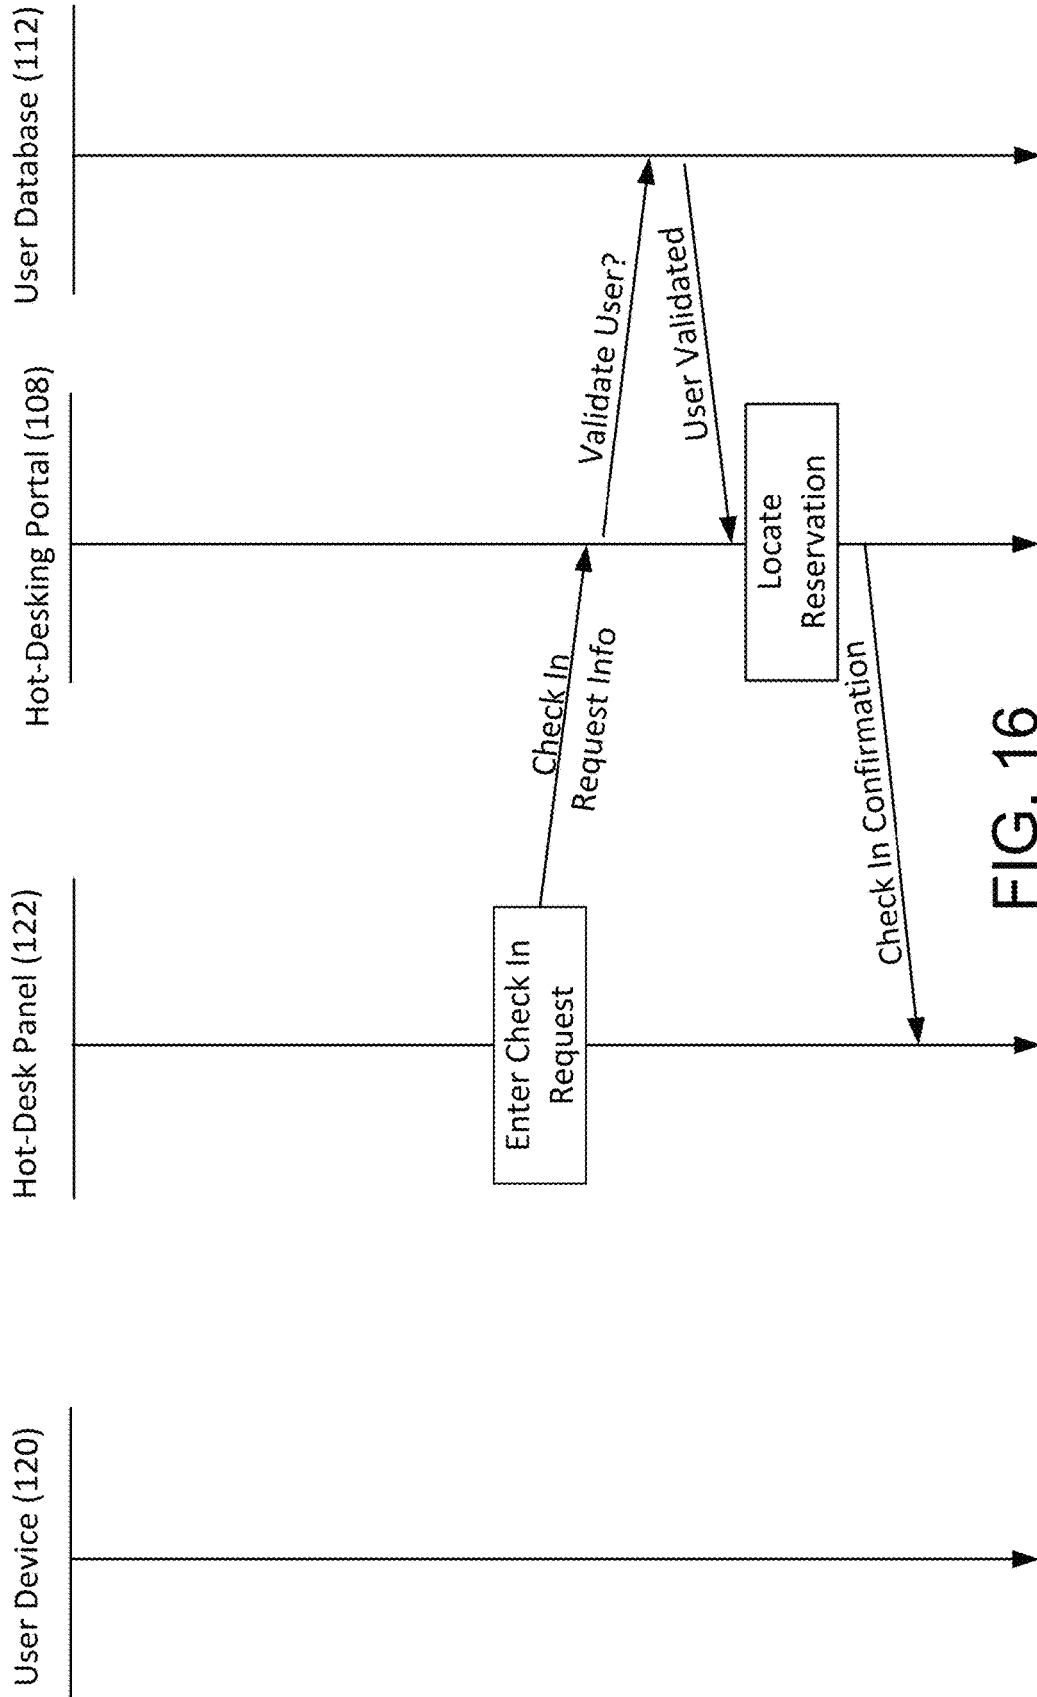 User Device (120)
Hot-Desk Panel (122)
Hot-Desking Portal (108)
User Database (112)
Enter Check In
Request
Check In
Request Info
Validate User?
User Validated
Locate
Reservation
Check In Confirmation
FIG. 16